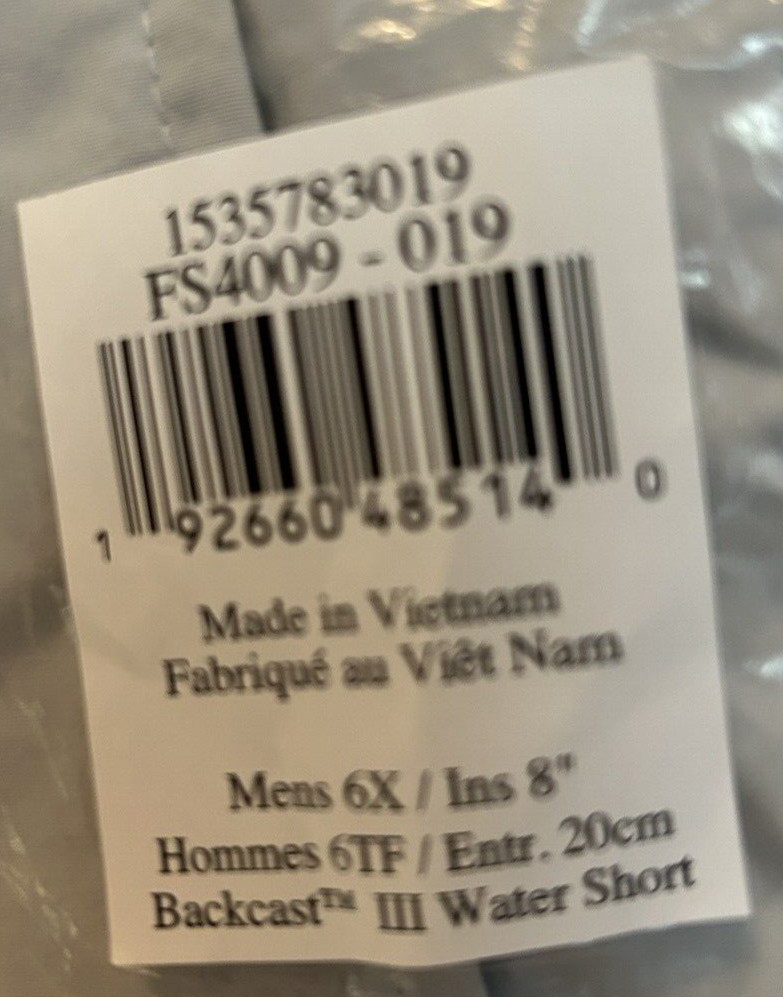 1535783019
FS4009 - 019
1 92660 48514 0
Made in Vietnam
Fabriqué au Viêt Nam
Mens 6X / Ins 8"
Hommes 6TF / Entr. 20cm
Backcast™ III Water Short